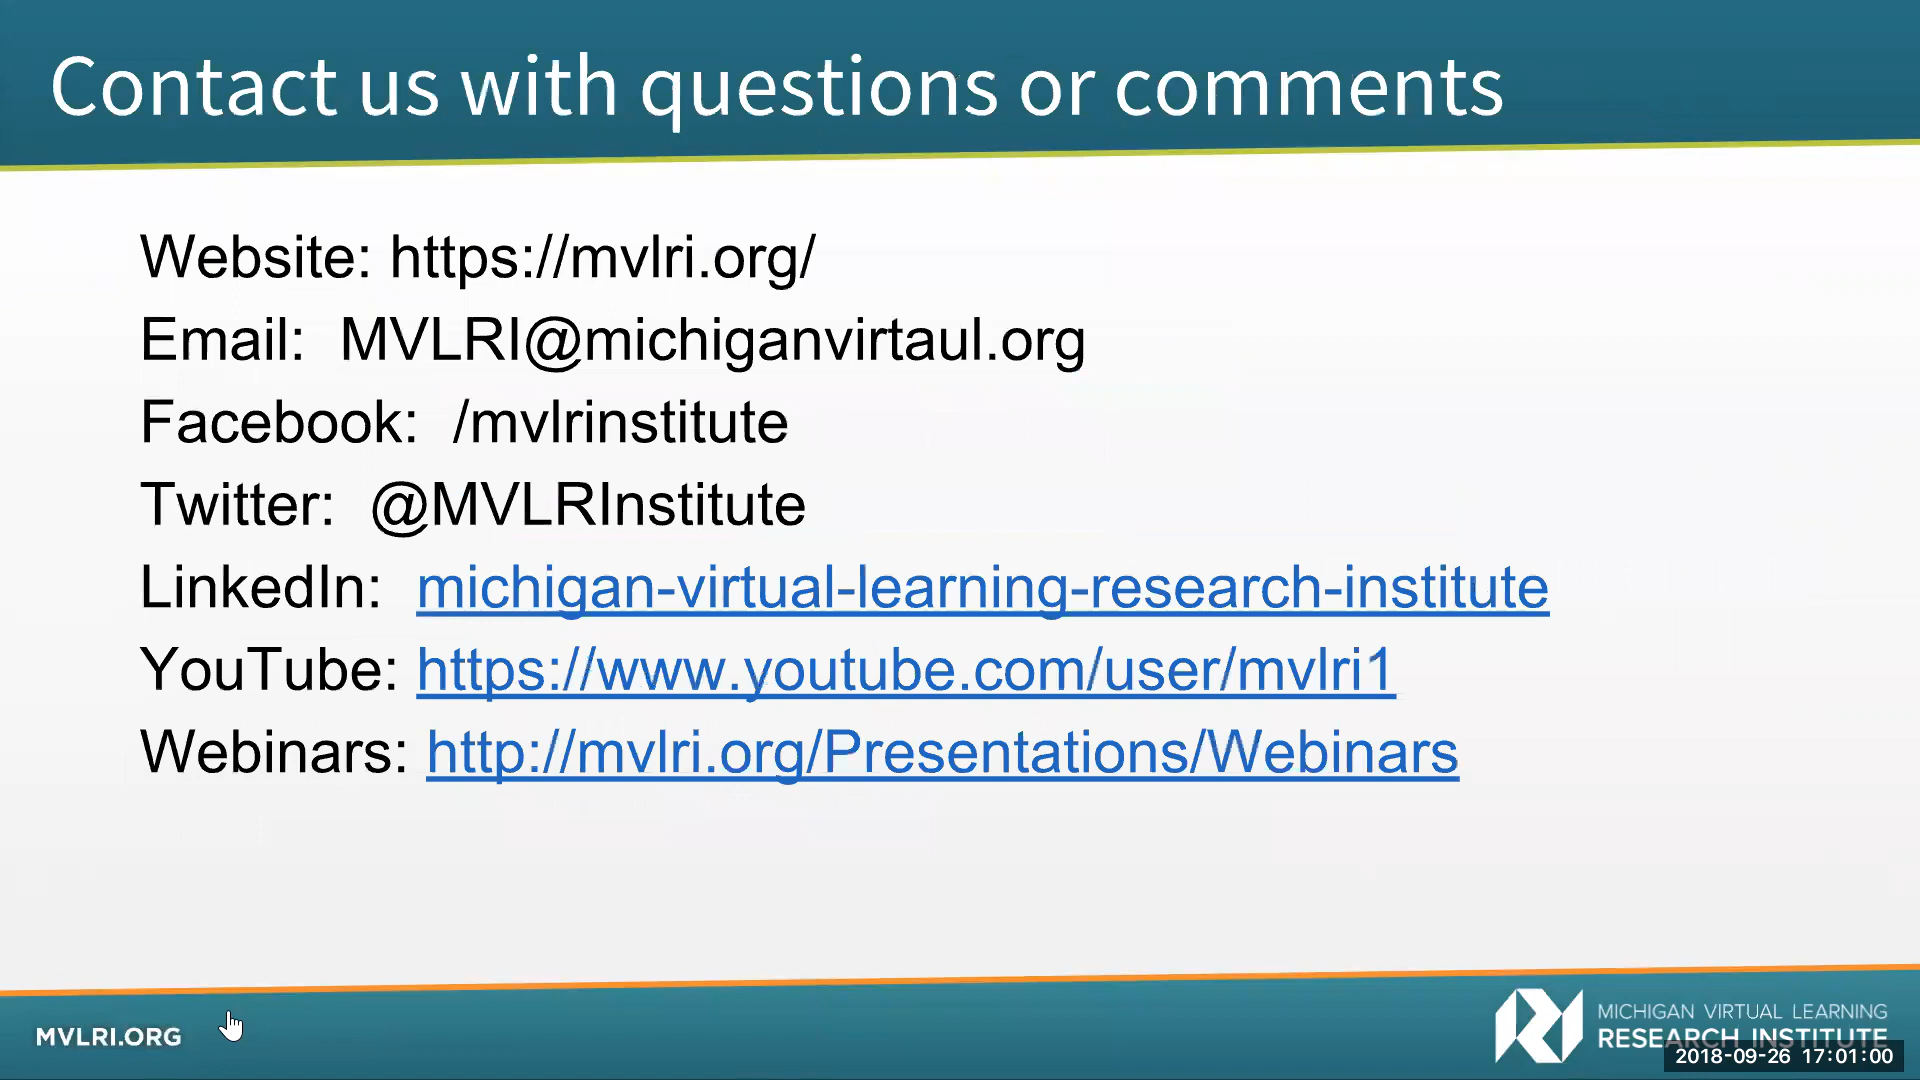 Contact us with questions or comments
Website: https://mvlri.org/
Email: MVLRI@michiganvirtaul.org
Facebook: /mvlrinstitute
Twitter: @MVLRInstitute
LinkedIn: michigan-virtual-learning-research-institute
YouTube: https://www.youtube.com/user/mvlri1
Webinars: http://mvlri.org/Presentations/Webinars
MVLRI.ORG
MICHIGAN VIRTUAL LEARNING
RESEARCH INSTITUTE
2018-09-26 17:01:00